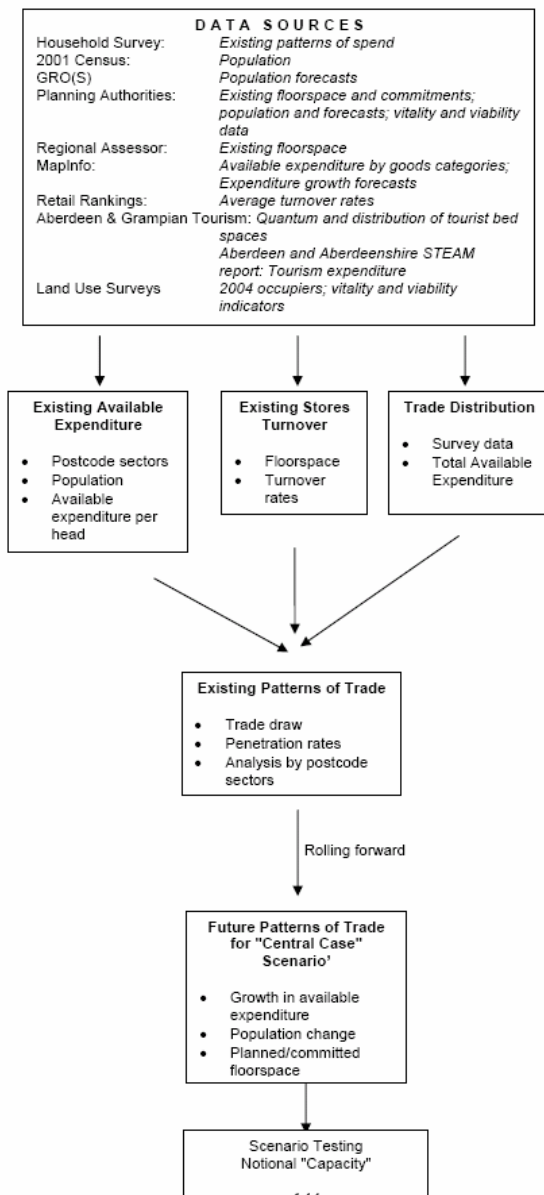 DATA SOURCES
Household Survey: Existing patterns of spend
2001 Census: Population
GRO(S) Population forecasts
Planning Authorities: Existing floorspace and commitments;
population and forecasts; vitality and viability
data
Regional Assessor: Existing floorspace
MapInfo: Available expenditure by goods categories;
Expenditure growth forecasts
Retail Rankings: Average turnover rates
Aberdeen & Grampian Tourism: Quantum and distribution of tourist bed
spaces
Aberdeen and Aberdeenshire STEAM
report: Tourism expenditure
Land Use Surveys 2004 occupiers; vitality and viability
indicators
Existing Available
Expenditure
• Postcode sectors
• Population
• Available
expenditure per
head
Existing Stores
Turnover
• Floorspace
• Turnover
rates
Trade Distribution
• Survey data
• Total Available
Expenditure
Existing Patterns of Trade
• Trade draw
• Penetration rates
• Analysis by postcode
sectors
Rolling forward
Future Patterns of Trade
for "Central Case"
Scenario'
• Growth in available
expenditure
• Population change
• Planned/committed
floorspace
Scenario Testing
Notional "Capacity"